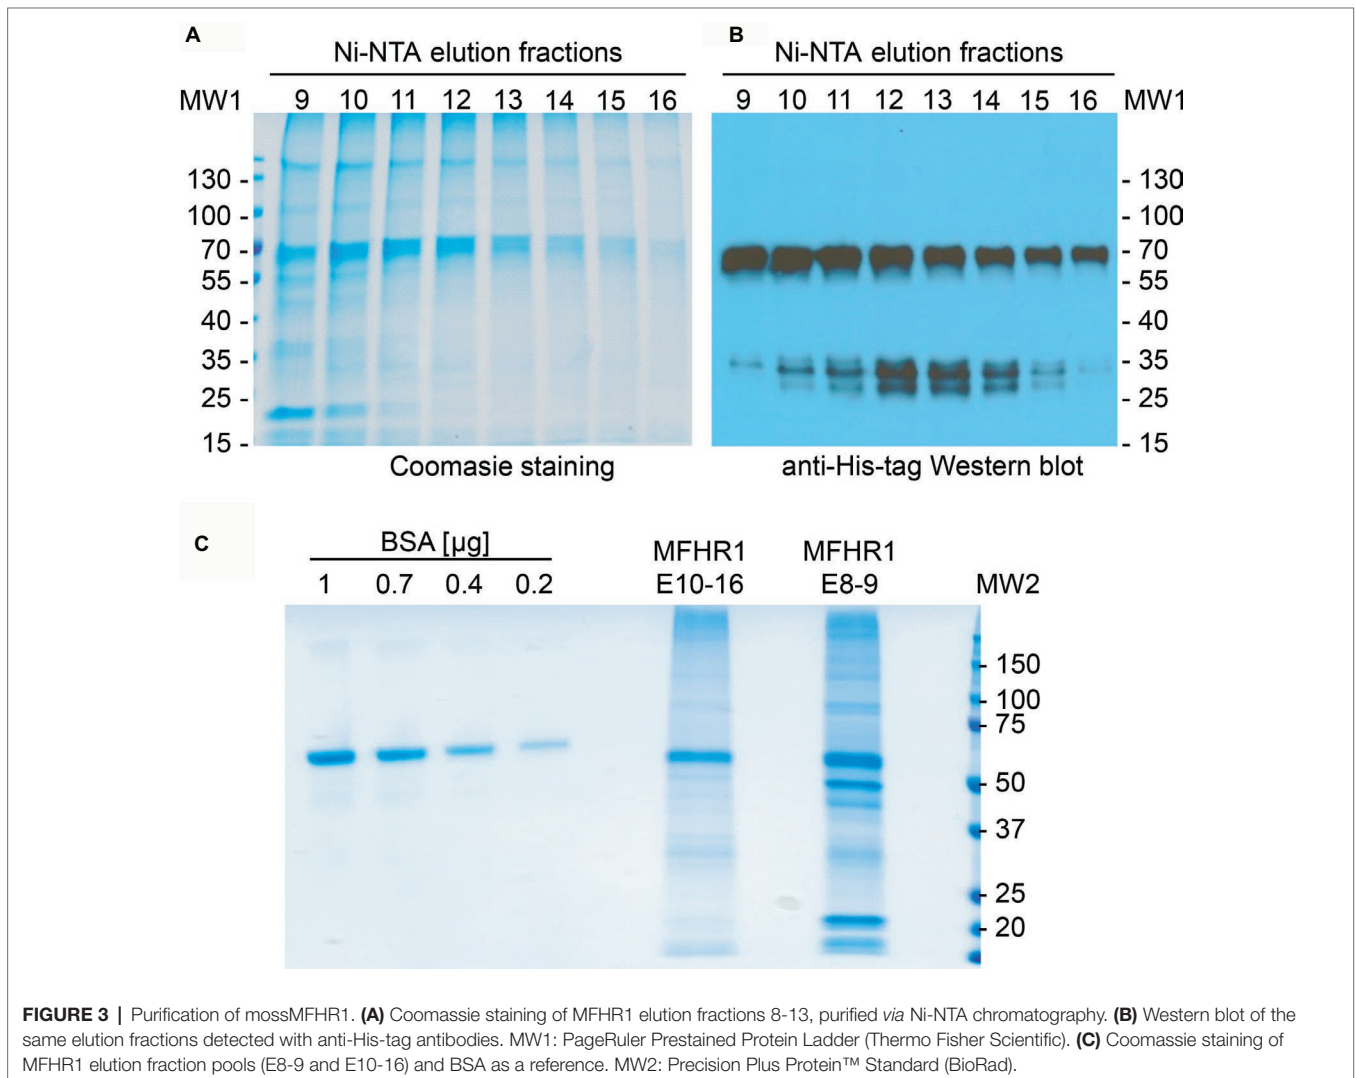 A
Ni-NTA elution fractions
MW1 9 10 11 12 13 14 15 16
130 -
100 -
70 -
55 -
40 -
35 -
25 -
15 -
Coomasie staining
B
Ni-NTA elution fractions
9 10 11 12 13 14 15 16 MW1
- 130
- 100
- 70
- 55
- 40
- 35
- 25
- 15
anti-His-tag Western blot
C
BSA [µg]
1 0.7 0.4 0.2
MFHR1
E10-16
MFHR1
E8-9
MW2
- 150
- 100
- 75
- 50
- 37
- 25
- 20
FIGURE 3 | Purification of mossMFHR1. (A) Coomassie staining of MFHR1 elution fractions 8-13, purified via Ni-NTA chromatography. (B) Western blot of the
same elution fractions detected with anti-His-tag antibodies. MW1: PageRuler Prestained Protein Ladder (Thermo Fisher Scientific). (C) Coomassie staining of
MFHR1 elution fraction pools (E8-9 and E10-16) and BSA as a reference. MW2: Precision Plus Protein™ Standard (BioRad).